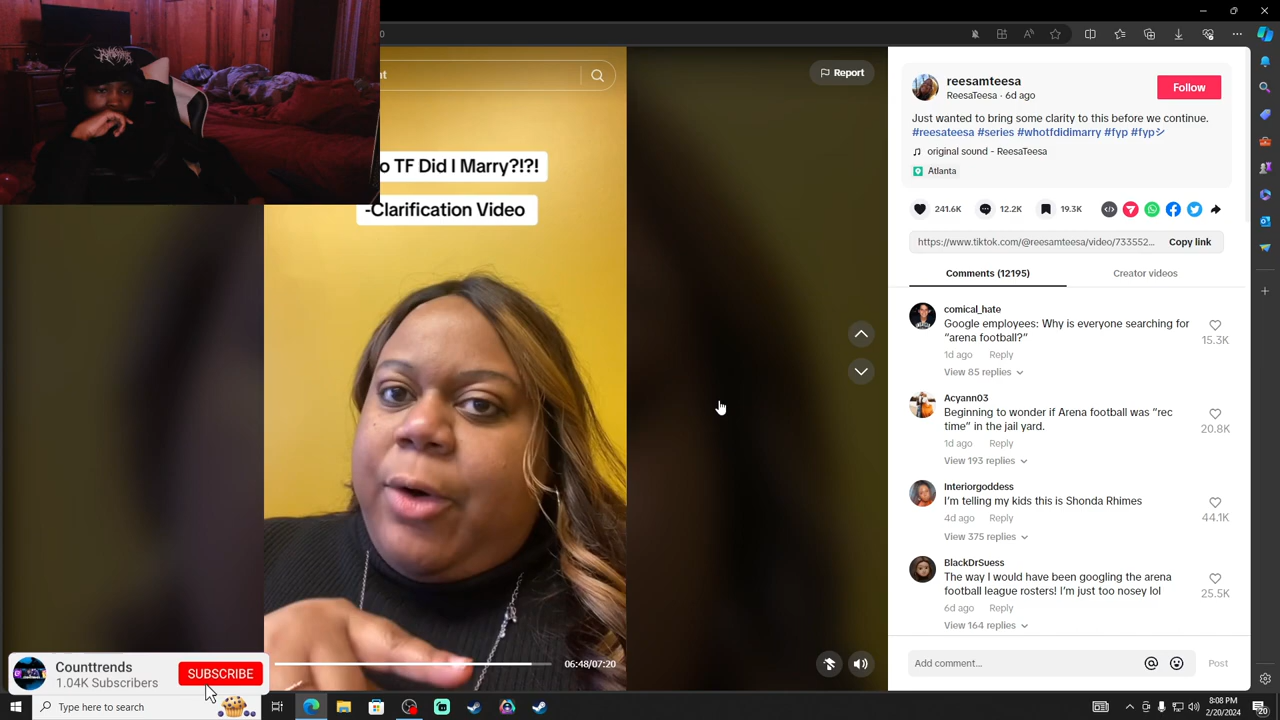 0
nt
Report
o TF Did I Marry?!?!
-Clarification Video
06:48/07:20
reesamteesa
ReesaTeesa · 6d ago
Follow
Just wanted to bring some clarity to this before we continue.
#reesateesa #series #whotfdidimarry #fyp #fypシ
original sound - ReesaTeesa
Atlanta
241.6K
12.2K
19.3K
https://www.tiktok.com/@reesamteesa/video/733552...
Copy link
Comments (12195)
Creator videos
comical_hate
Google employees: Why is everyone searching for
“arena football?”
15.3K
1d ago
Reply
View 85 replies
Acyann03
Beginning to wonder if Arena football was “rec
time” in the jail yard.
20.8K
1d ago
Reply
View 193 replies
Interiorgoddess
I’m telling my kids this is Shonda Rhimes
44.1K
4d ago
Reply
View 375 replies
BlackDrSuess
The way I would have been googling the arena
football league rosters! I’m just too nosey lol
25.5K
6d ago
Reply
View 164 replies
Add comment...
Post
Counttrends
1.04K Subscribers
SUBSCRIBE
Type here to search
8:08 PM
2/20/2024
20